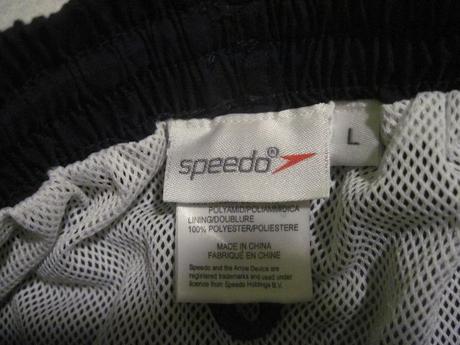 speedo®
L
POLYAMID/POLIAMMIDICA
LINING/DOUBLURE
100% POLYESTER/POLIESTERE
MADE IN CHINA
FABRIQUÉ EN CHINE
Speedo and the Arrow Device are
registered trademarks and used under
licence from Speedo Holdings B.V.